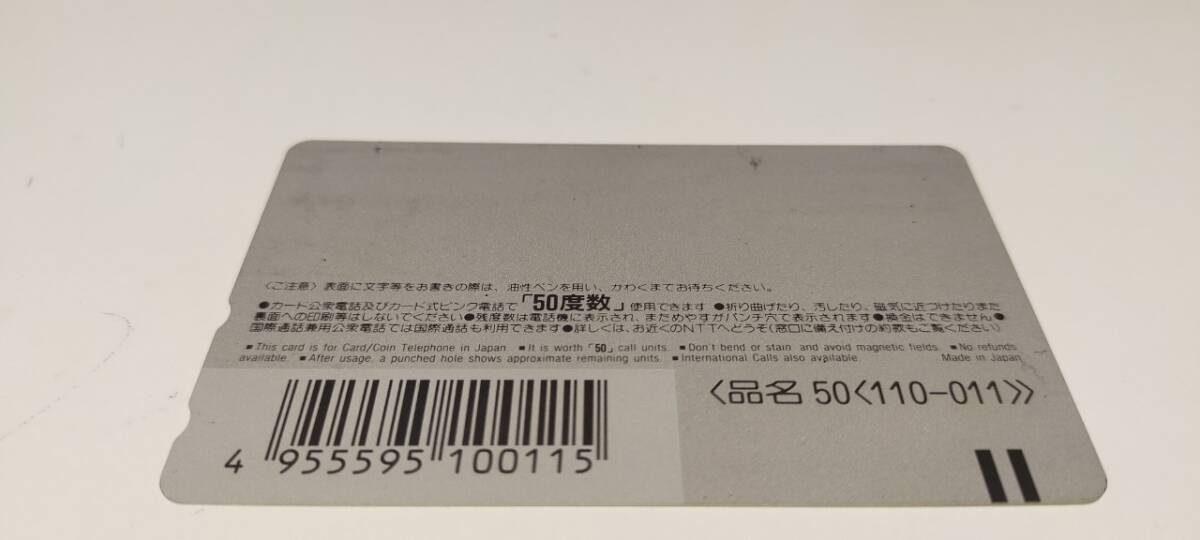 〈ご注意〉表面に文字等をお書きの際は、油性ペンを用い、かわくまでお待ちください。
●カード公衆電話及びカード式ピンク電話で「50度数」使用できます●折り曲げたり、汚したり、磁気に近づけたりまた
裏面への印刷等はしないでください●残度数は電話機に表示され、まためやすがパンチ穴で表示されます●換金はできません●
国際通話兼用公衆電話では国際通話も利用できます●詳しくは、お近くのNTTへどうぞ(窓口に備え付けの約款もご覧ください)
■This card is for Card/Coin Telephone in Japan ■It is worth「50」call units. ■Don't bend or stain and avoid magnetic fields. ■No refunds
available. ■After usage, a punched hole shows approximate remaining units. ■International Calls also available. Made in Japan
〈品名 50〈110-011〉〉
4 955595 100115